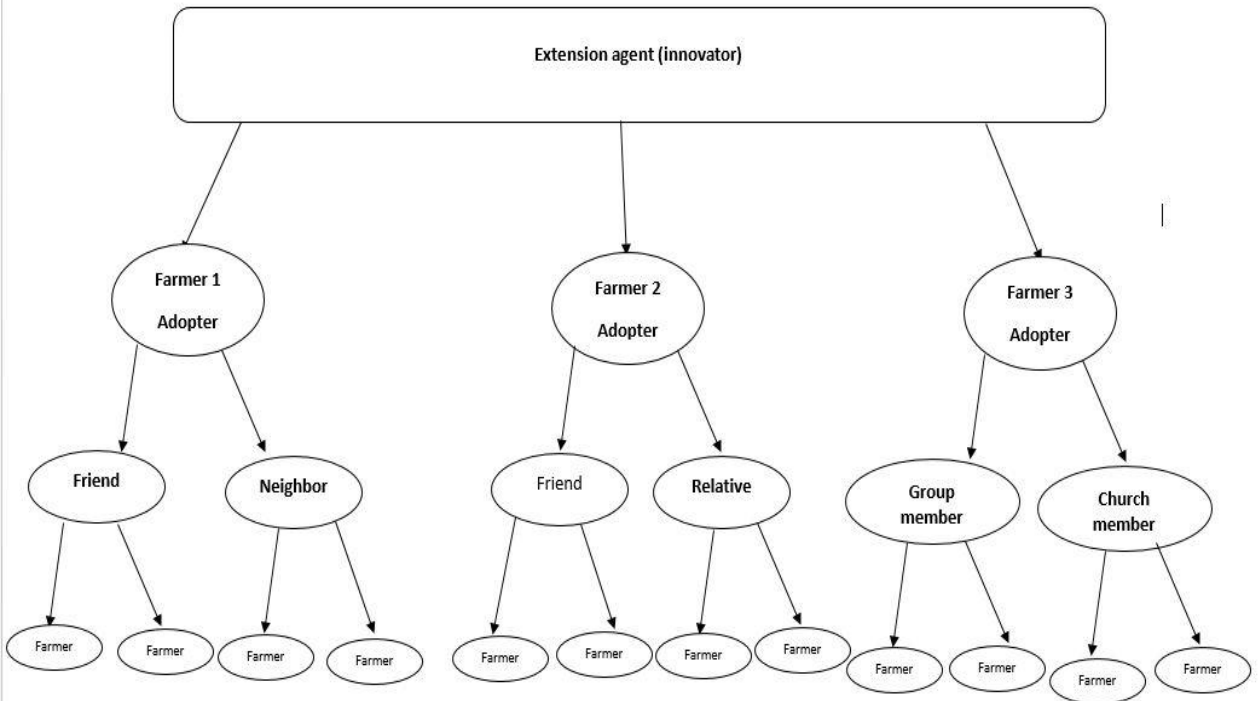 Extension agent (innovator)
Farmer 1
Adopter
Farmer 2
Adopter
Farmer 3
Adopter
Friend
Neighbor
Friend
Relative
Group
member
Church
member
Farmer
Farmer
Farmer
Farmer
Farmer
Farmer
Farmer
Farmer
Farmer
Farmer
Farmer
Farmer